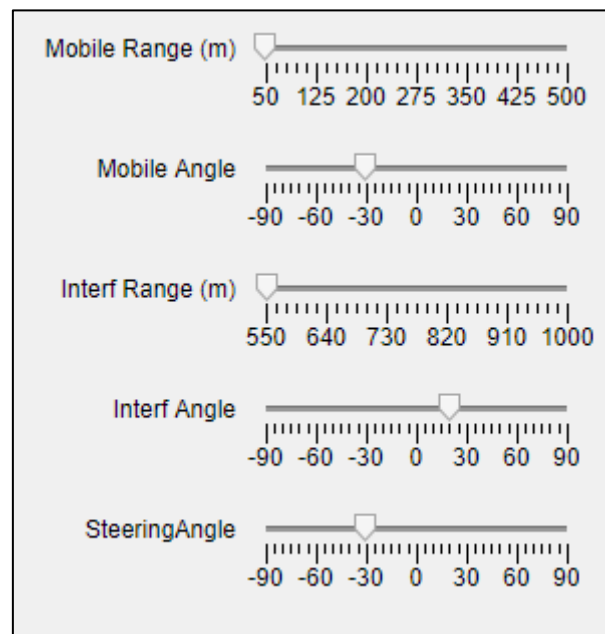 Mobile Range (m)
50 125 200 275 350 425 500
Mobile Angle
-90 -60 -30 0 30 60 90
Interf Range (m)
550 640 730 820 910 1000
Interf Angle
-90 -60 -30 0 30 60 90
SteeringAngle
-90 -60 -30 0 30 60 90